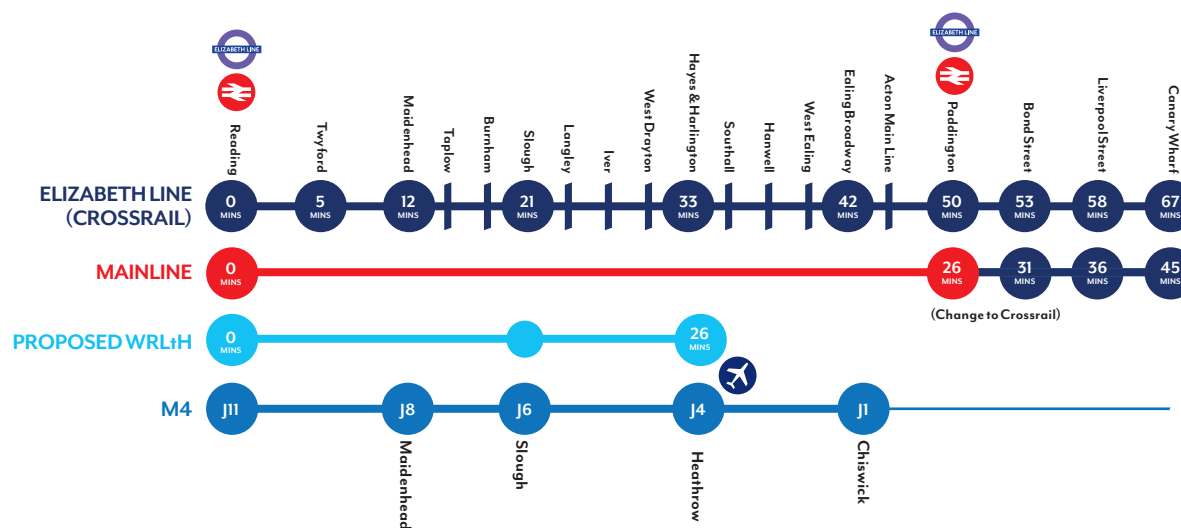 ELIZABETH LINE
ELIZABETH LINE
Reading
Twyford
Maidenhead
Taplow
Burnham
Slough
Langley
Iver
West Drayton
Hayes & Harlington
Southall
Hanwell
West Ealing
Ealing Broadway
Acton Main Line
Paddington
Bond Street
Liverpool Street
Canary Wharf
ELIZABETH LINE
(CROSSRAIL)
0
MINS
5
MINS
12
MINS
21
MINS
33
MINS
42
MINS
50
MINS
53
MINS
58
MINS
67
MINS
MAINLINE
0
MINS
26
MINS
31
MINS
36
MINS
45
MINS
(Change to Crossrail)
PROPOSED WRLtH
0
MINS
26
MINS
M4
J11
J8
J6
J4
J1
Maidenhead
Slough
Heathrow
Chiswick